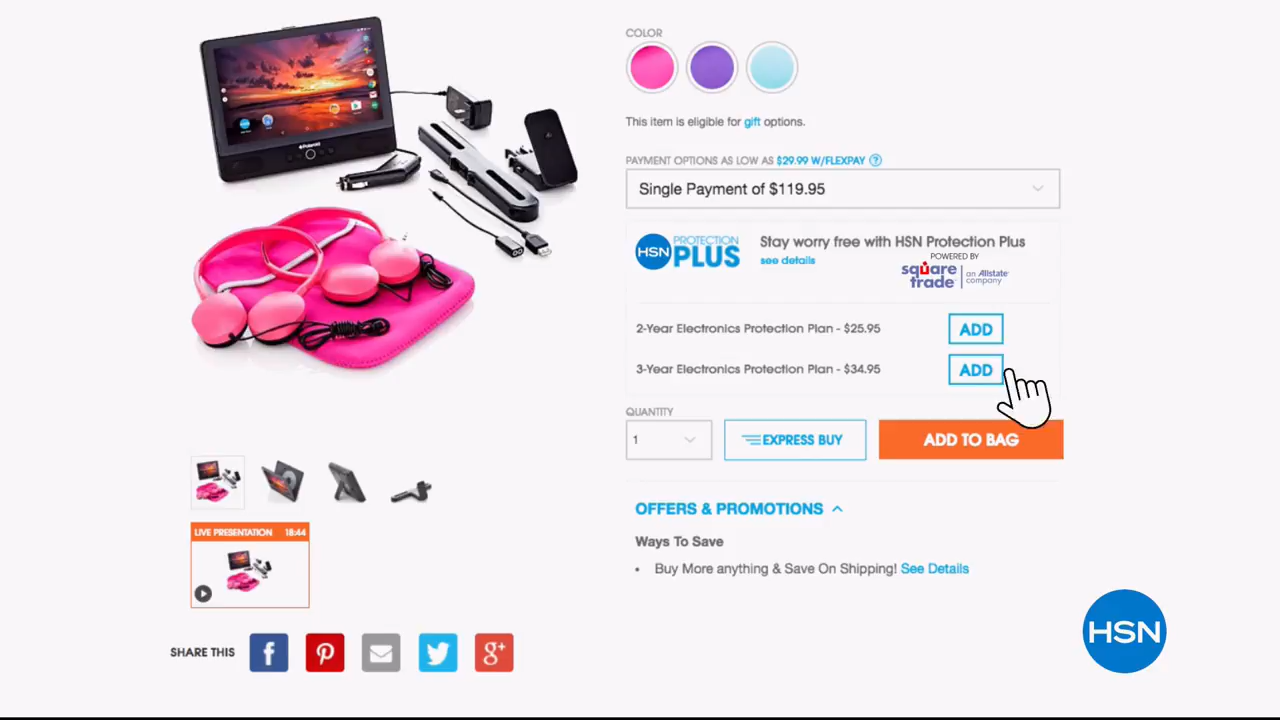 COLOR
This item is eligible for gift options.
PAYMENT OPTIONS AS LOW AS $29.99 W/FLEXPAY ?
Single Payment of $119.95
HSN PROTECTION PLUS
Stay worry free with HSN Protection Plus
see details
POWERED BY
square trade an Allstate company
2-Year Electronics Protection Plan - $25.95 ADD
3-Year Electronics Protection Plan - $34.95 ADD
QUANTITY
1 EXPRESS BUY ADD TO BAG
OFFERS & PROMOTIONS
Ways To Save
• Buy More anything & Save On Shipping! See Details
Polaroid
LIVE PRESENTATION 18:44
SHARE THIS f g+
HSN